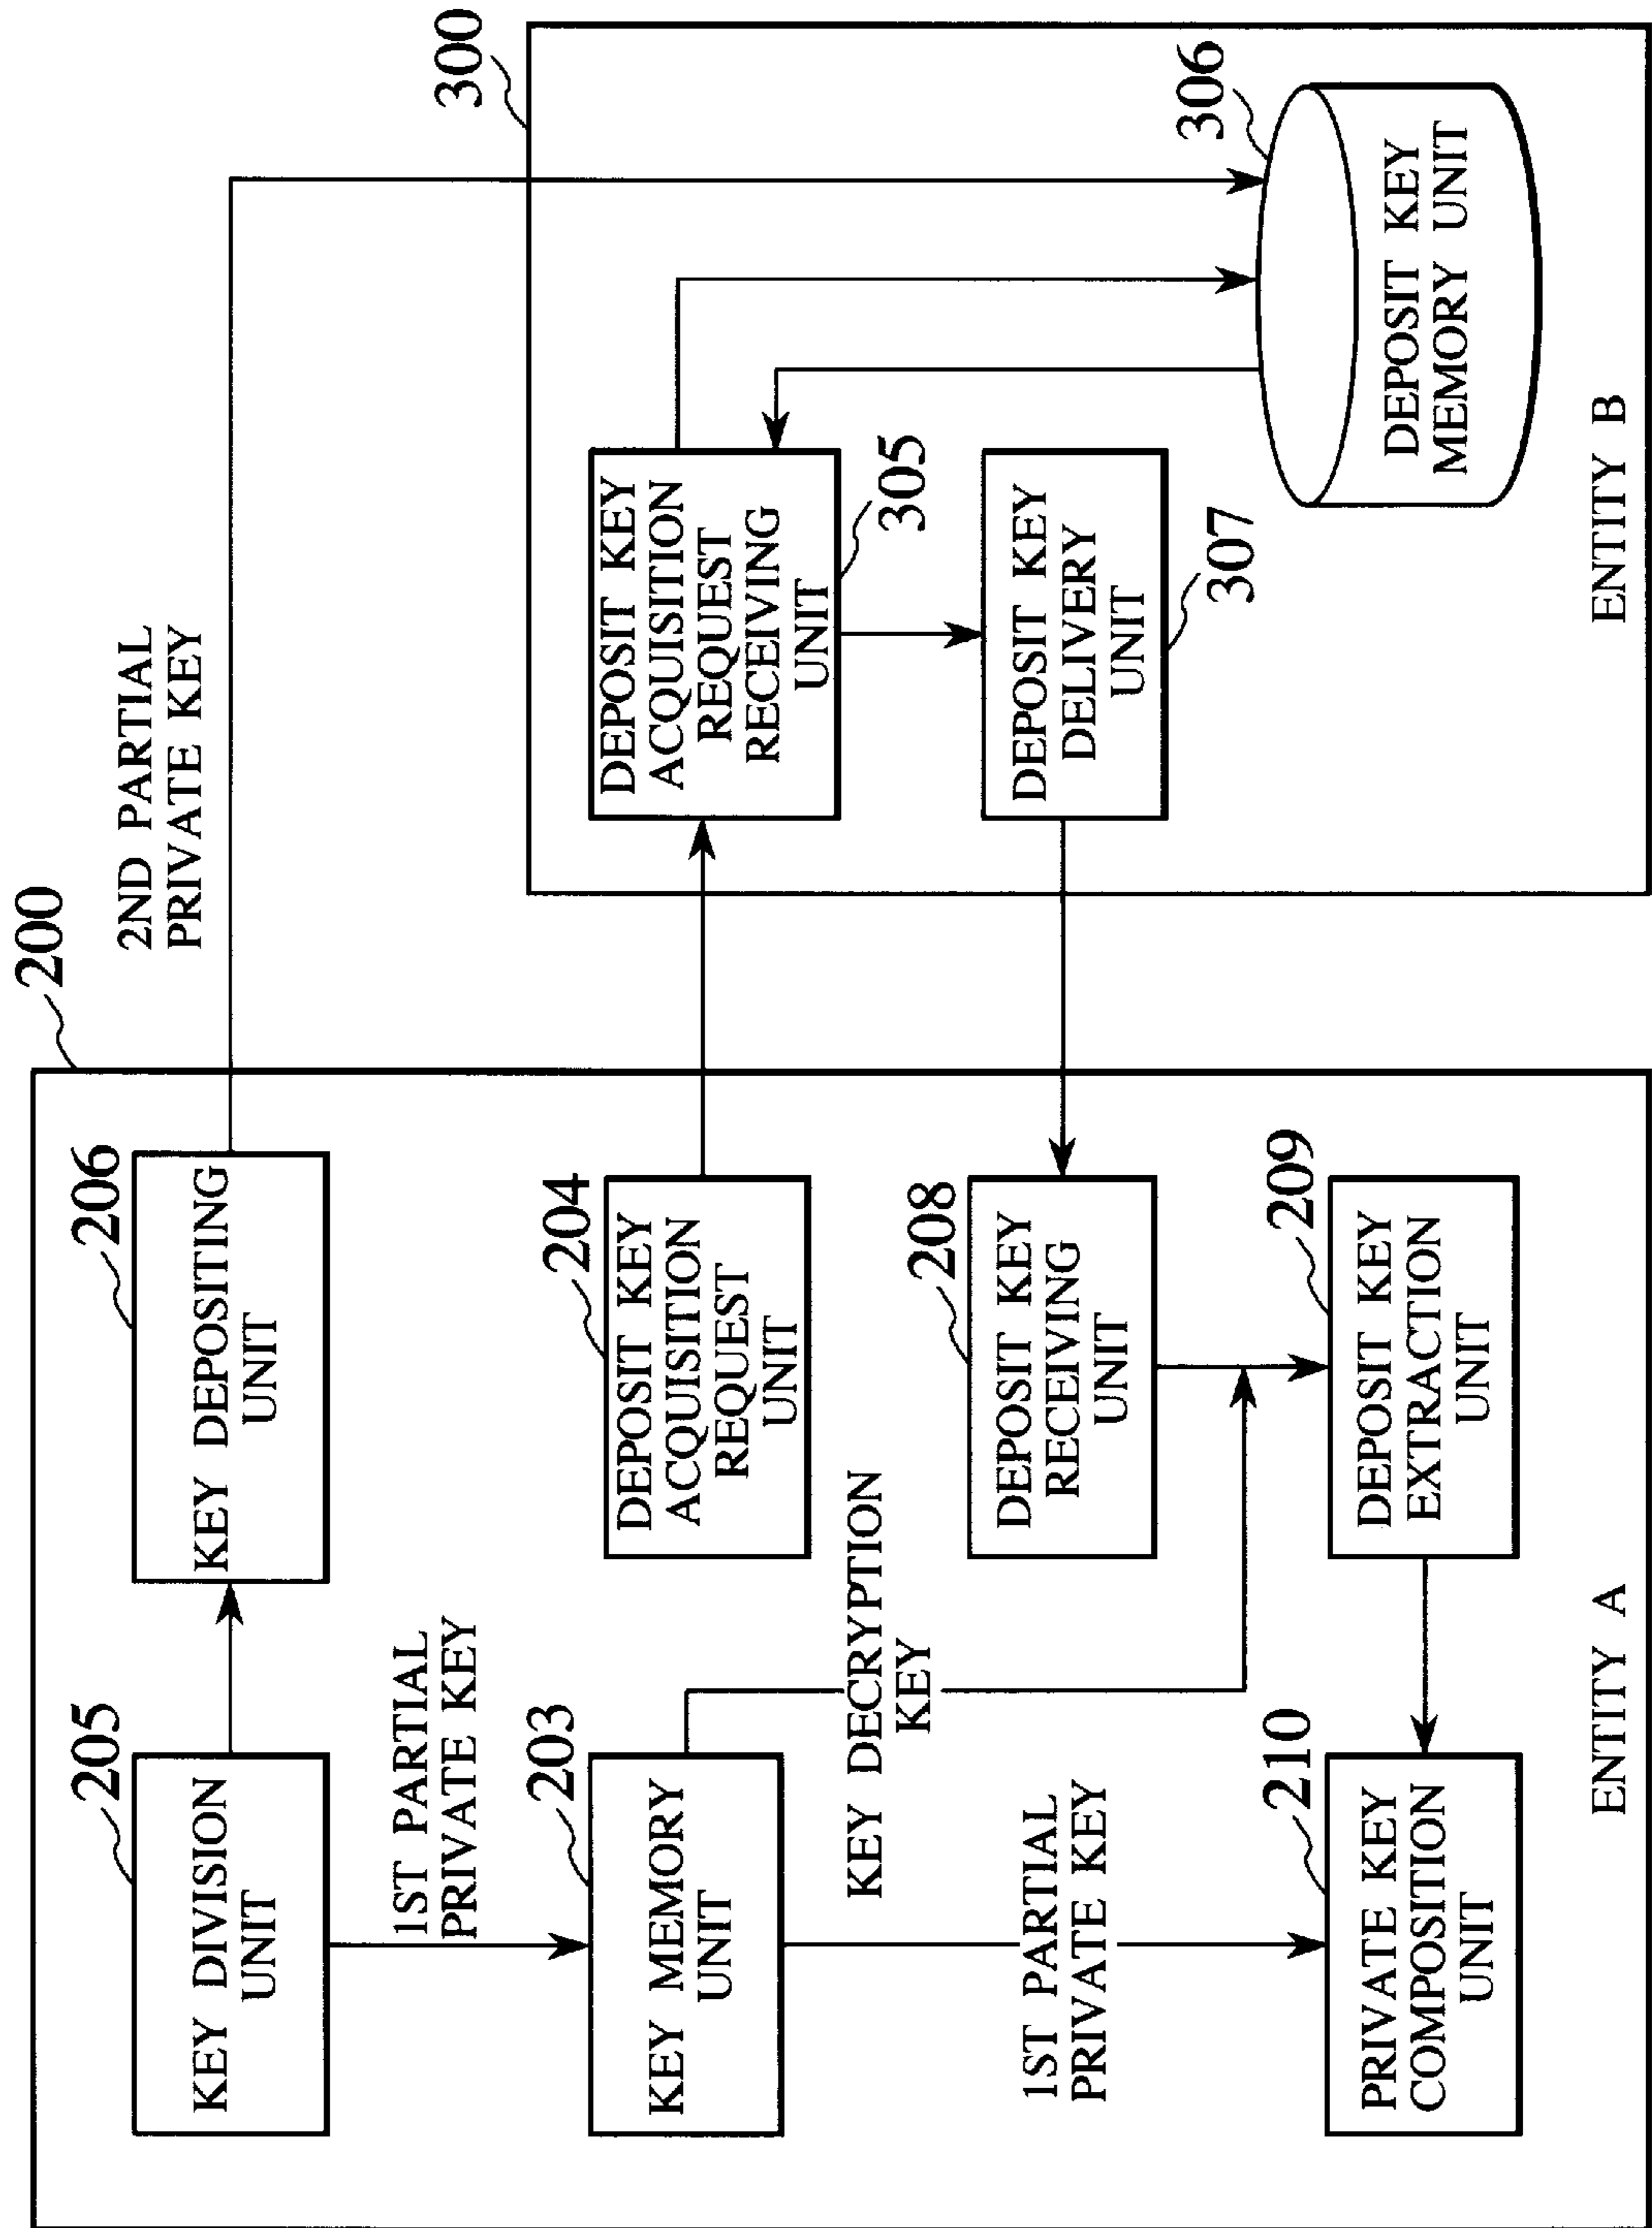 200
2ND PARTIAL
PRIVATE KEY
300
205
KEY DIVISION
UNIT
206
KEY DEPOSITING
UNIT
1ST PARTIAL
PRIVATE KEY
203
KEY MEMORY
UNIT
204
DEPOSIT KEY
ACQUISITION
REQUEST
UNIT
DEPOSIT KEY
ACQUISITION
REQUEST
RECEIVING
UNIT
305
KEY DECRYPTION
KEY
208
DEPOSIT KEY
RECEIVING
UNIT
DEPOSIT KEY
DELIVERY
UNIT
307
1ST PARTIAL
PRIVATE KEY
210
PRIVATE KEY
COMPOSITION
UNIT
209
DEPOSIT KEY
EXTRACTION
UNIT
306
DEPOSIT KEY
MEMORY UNIT
ENTITY A
ENTITY B